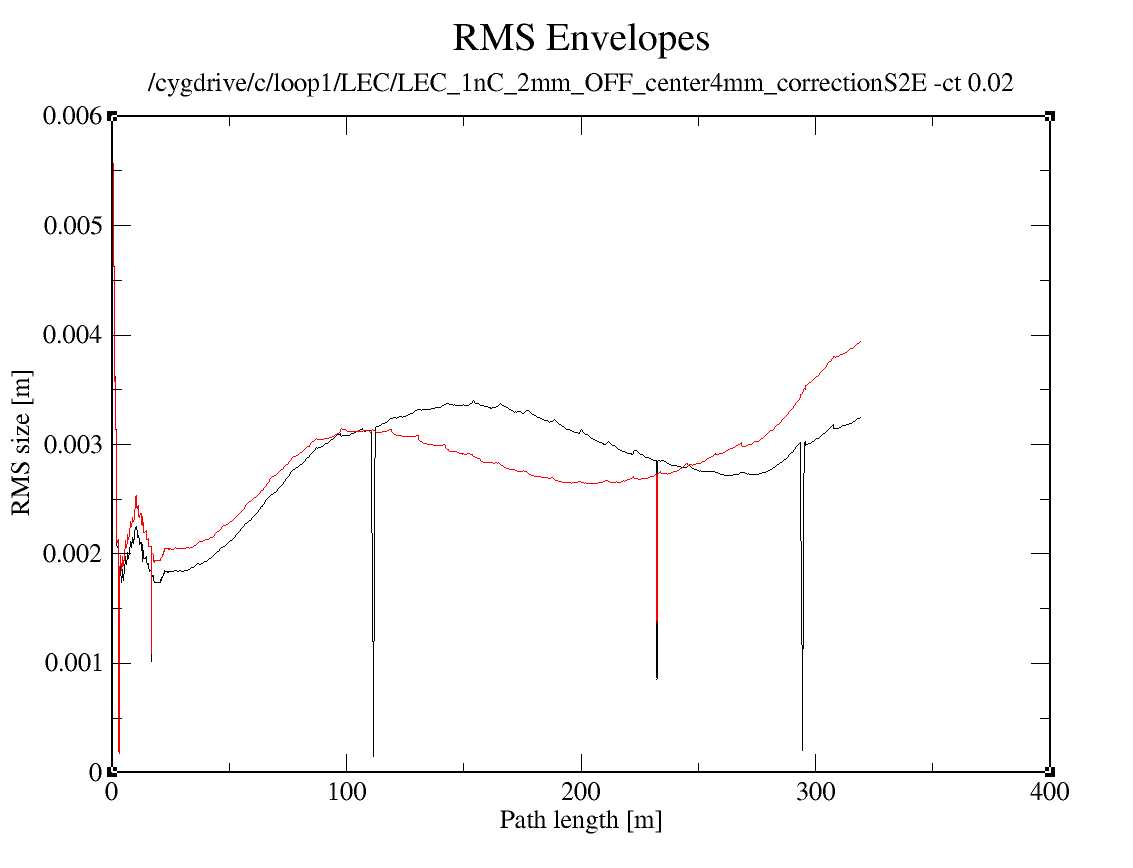 RMS Envelopes
/cygdrive/c/loop1/LEC/LEC_1nC_2mm_OFF_center4mm_correctionS2E -ct 0.02
0.006
0.005
0.004
0.003
0.002
0.001
0
RMS size [m]
0 100 200 300 400
Path length [m]